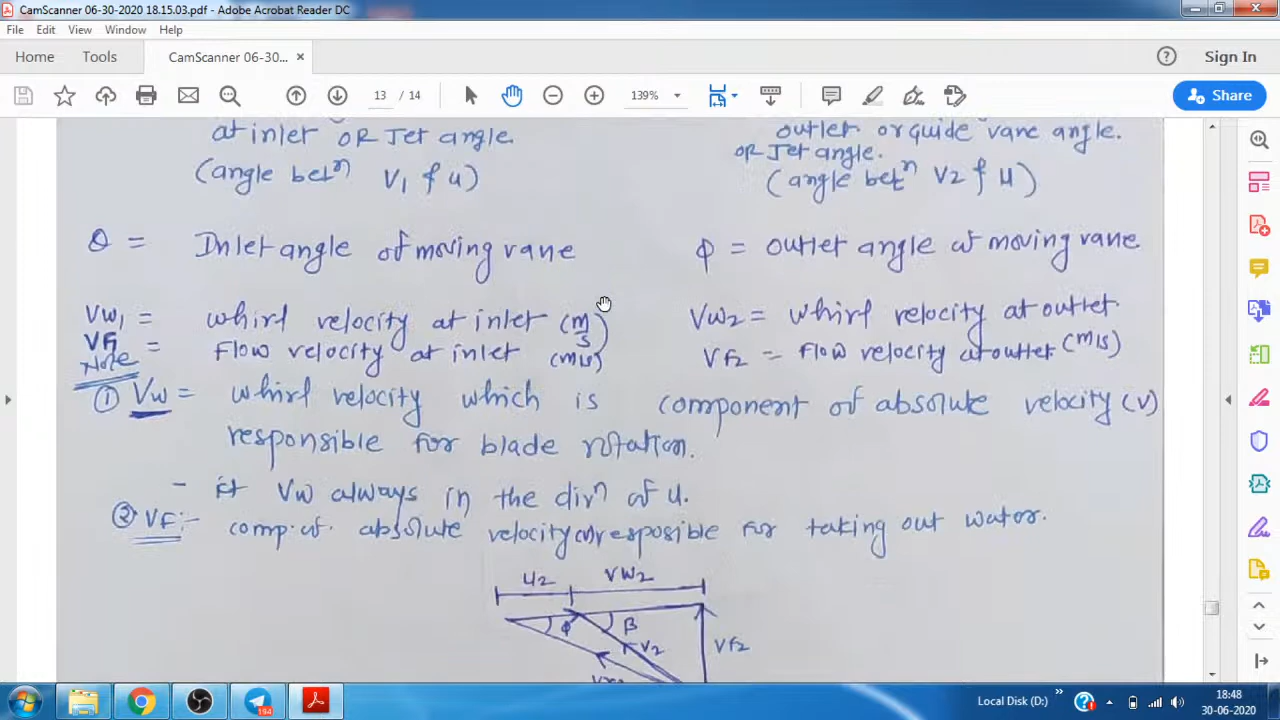 CamScanner 06-30-2020 18.15.03.pdf - Adobe Acrobat Reader DC
File Edit View Window Help
Home Tools CamScanner 06-30... × Sign In
13 / 14 139% Share
at inlet OR Jet angle.
(angle betn V1 & u)
outlet or guide vane angle.
OR Jet angle.
(angle betn V2 & u)
θ = Inlet angle of moving vane
φ = outlet angle at moving vane
VW1 = whirl velocity at inlet (m/s)
VW2 = whirl velocity at outlet.
VF1 = Flow velocity at inlet (m/s)
VF2 = Flow velocity at outlet (m/s)
Note
① Vw = whirl velocity which is component of absolute velocity (V)
responsible for blade rotation.
- it Vw always in the dirn of u.
② VF:- comp. of. absolute velocity(v) resposible for taking out water.
u2 VW2
φ β V2 VF2
Local Disk (D:) 18:48
194 30-06-2020